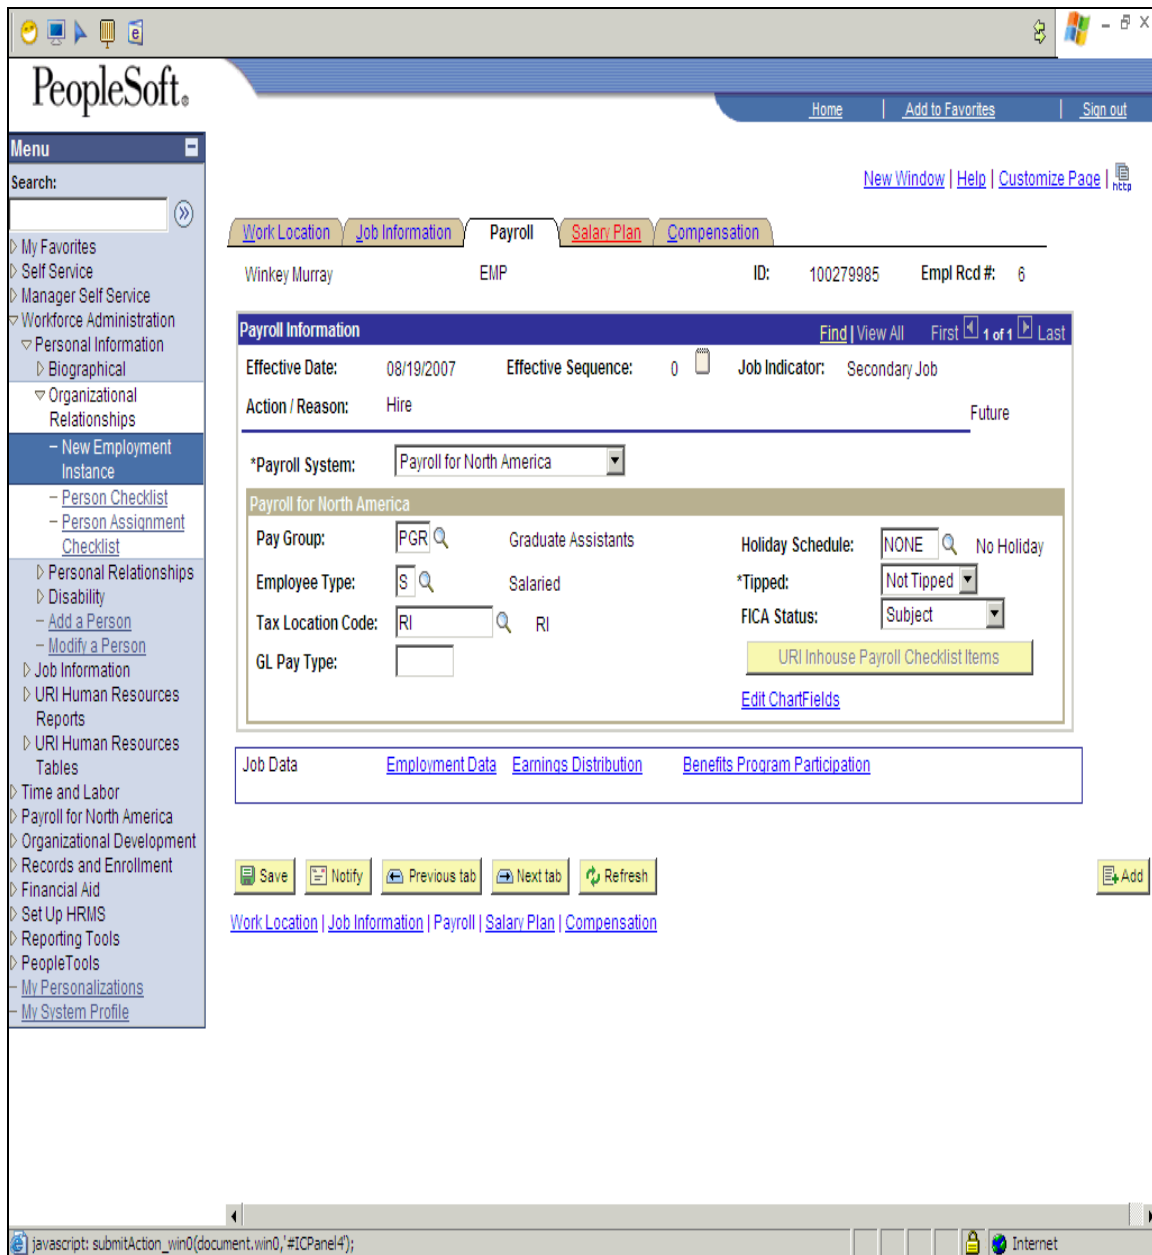 PeopleSoft.
Home | Add to Favorites | Sign out
Menu
Search:
New Window | Help | Customize Page | http
My Favorites
Self Service
Manager Self Service
Workforce Administration
Personal Information
Biographical
Organizational
Relationships
– New Employment
Instance
– Person Checklist
– Person Assignment
Checklist
Personal Relationships
Disability
– Add a Person
– Modify a Person
Job Information
URI Human Resources
Reports
URI Human Resources
Tables
Time and Labor
Payroll for North America
Organizational Development
Records and Enrollment
Financial Aid
Set Up HRMS
Reporting Tools
PeopleTools
– My Personalizations
– My System Profile
Work Location Job Information Payroll Salary Plan Compensation
Winkey Murray EMP ID: 100279985 Empl Rcd #: 6
Payroll Information Find | View All First 1 of 1 Last
Effective Date: 08/19/2007 Effective Sequence: 0 Job Indicator: Secondary Job
Action / Reason: Hire
Future
*Payroll System: Payroll for North America
Payroll for North America
Pay Group: PGR Graduate Assistants Holiday Schedule: NONE No Holiday
Employee Type: S Salaried *Tipped: Not Tipped
Tax Location Code: RI RI FICA Status: Subject
GL Pay Type: URI Inhouse Payroll Checklist Items
Edit ChartFields
Job Data Employment Data Earnings Distribution Benefits Program Participation
Save Notify Previous tab Next tab Refresh Add
Work Location | Job Information | Payroll | Salary Plan | Compensation
javascript: submitAction_win0(document.win0,'#ICPanel4'); Internet